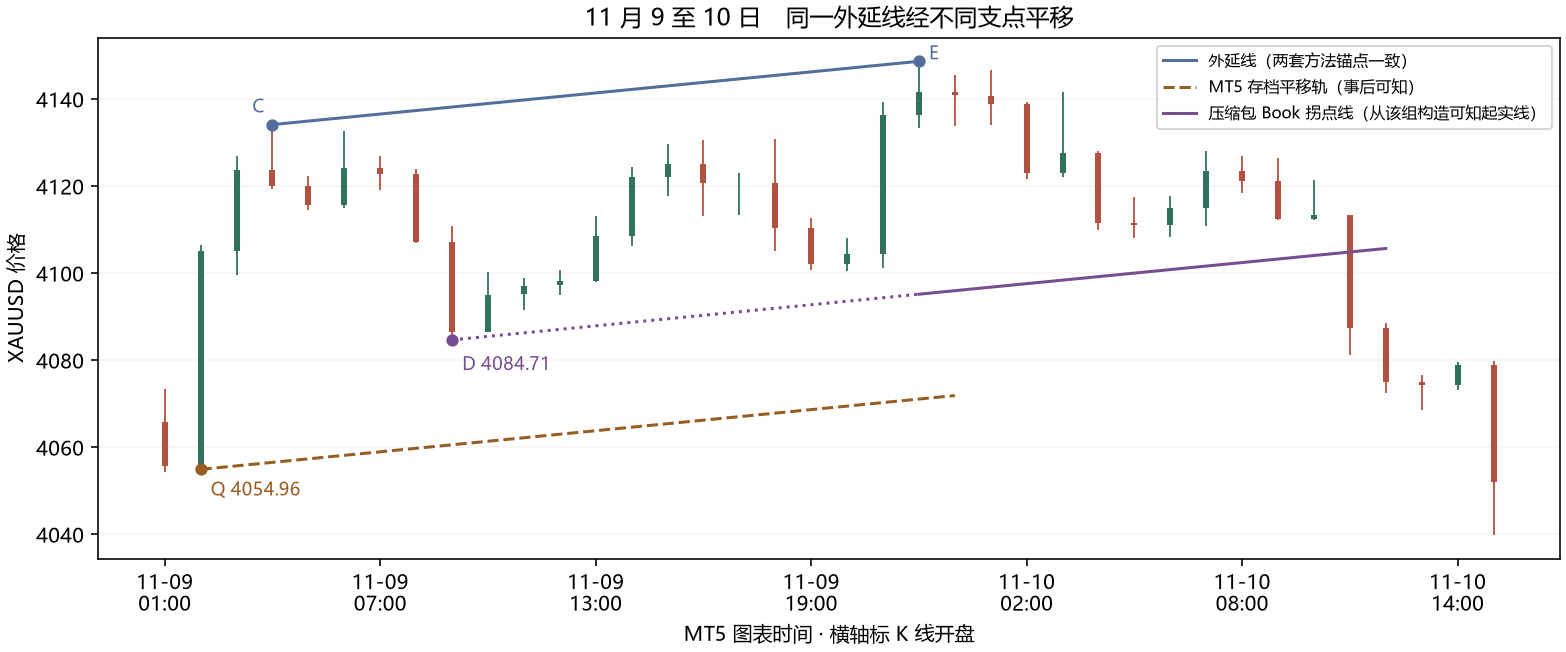 11 月 9 至 10 日　同一外延线经不同支点平移
外延线（两套方法锚点一致）
MT5 存档平移轨（事后可知）
压缩包 Book 拐点线（从该组构造可知起实线）
C
E
D 4084.71
Q 4054.96
XAUUSD 价格
4140
4120
4100
4080
4060
4040
11-09 01:00
11-09 07:00
11-09 13:00
11-09 19:00
11-10 02:00
11-10 08:00
11-10 14:00
MT5 图表时间 · 横轴标 K 线开盘